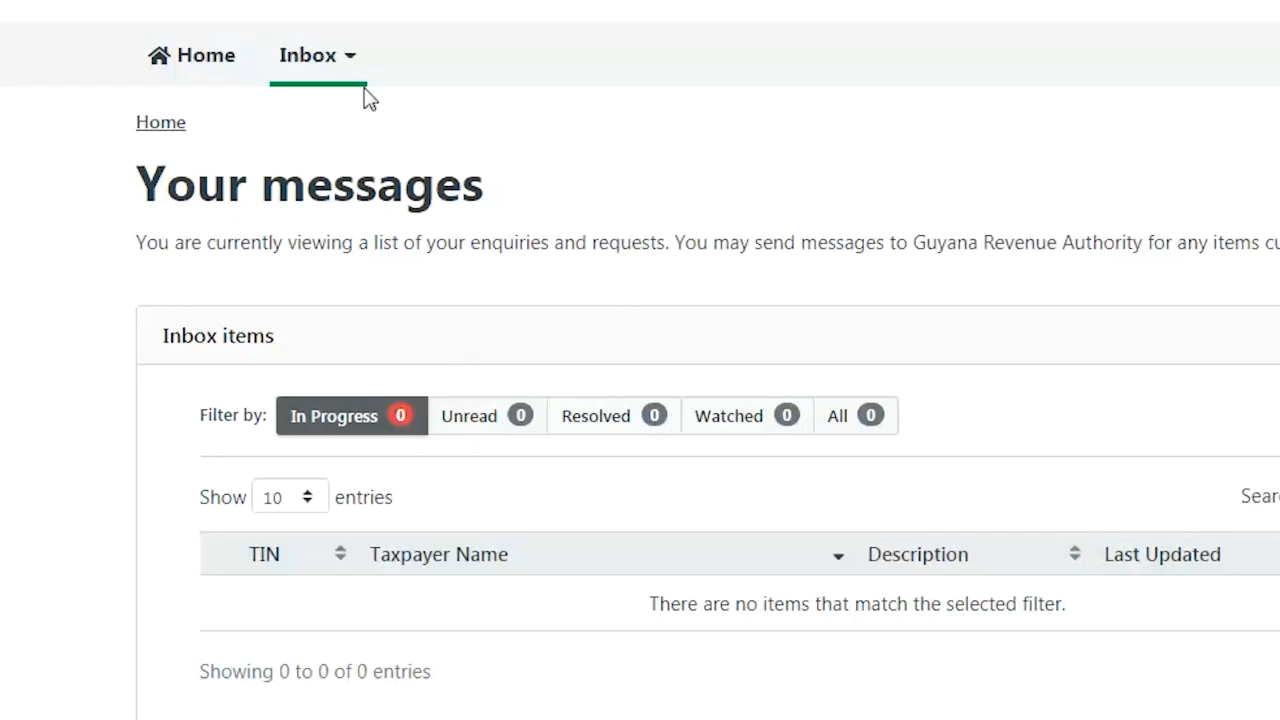 Home Inbox
Home
Your messages
You are currently viewing a list of your enquiries and requests. You may send messages to Guyana Revenue Authority for any items
Inbox items
Filter by: In Progress 0 Unread 0 Resolved 0 Watched 0 All 0
Show 10 entries
TIN Taxpayer Name Description Last Updated
There are no items that match the selected filter.
Showing 0 to 0 of 0 entries